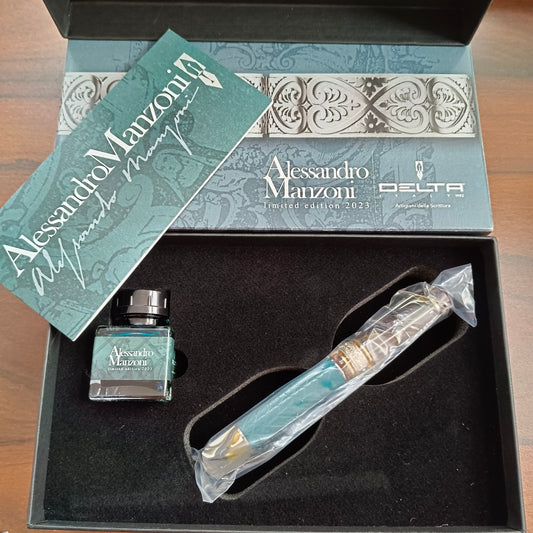 Alessandro Manzoni
Alessandro Manzoni
Alessandro
Manzoni
limited edition 2023
DELTA
Artigiani della Scrittura
Alessandro
Manzoni
limited edition 2023